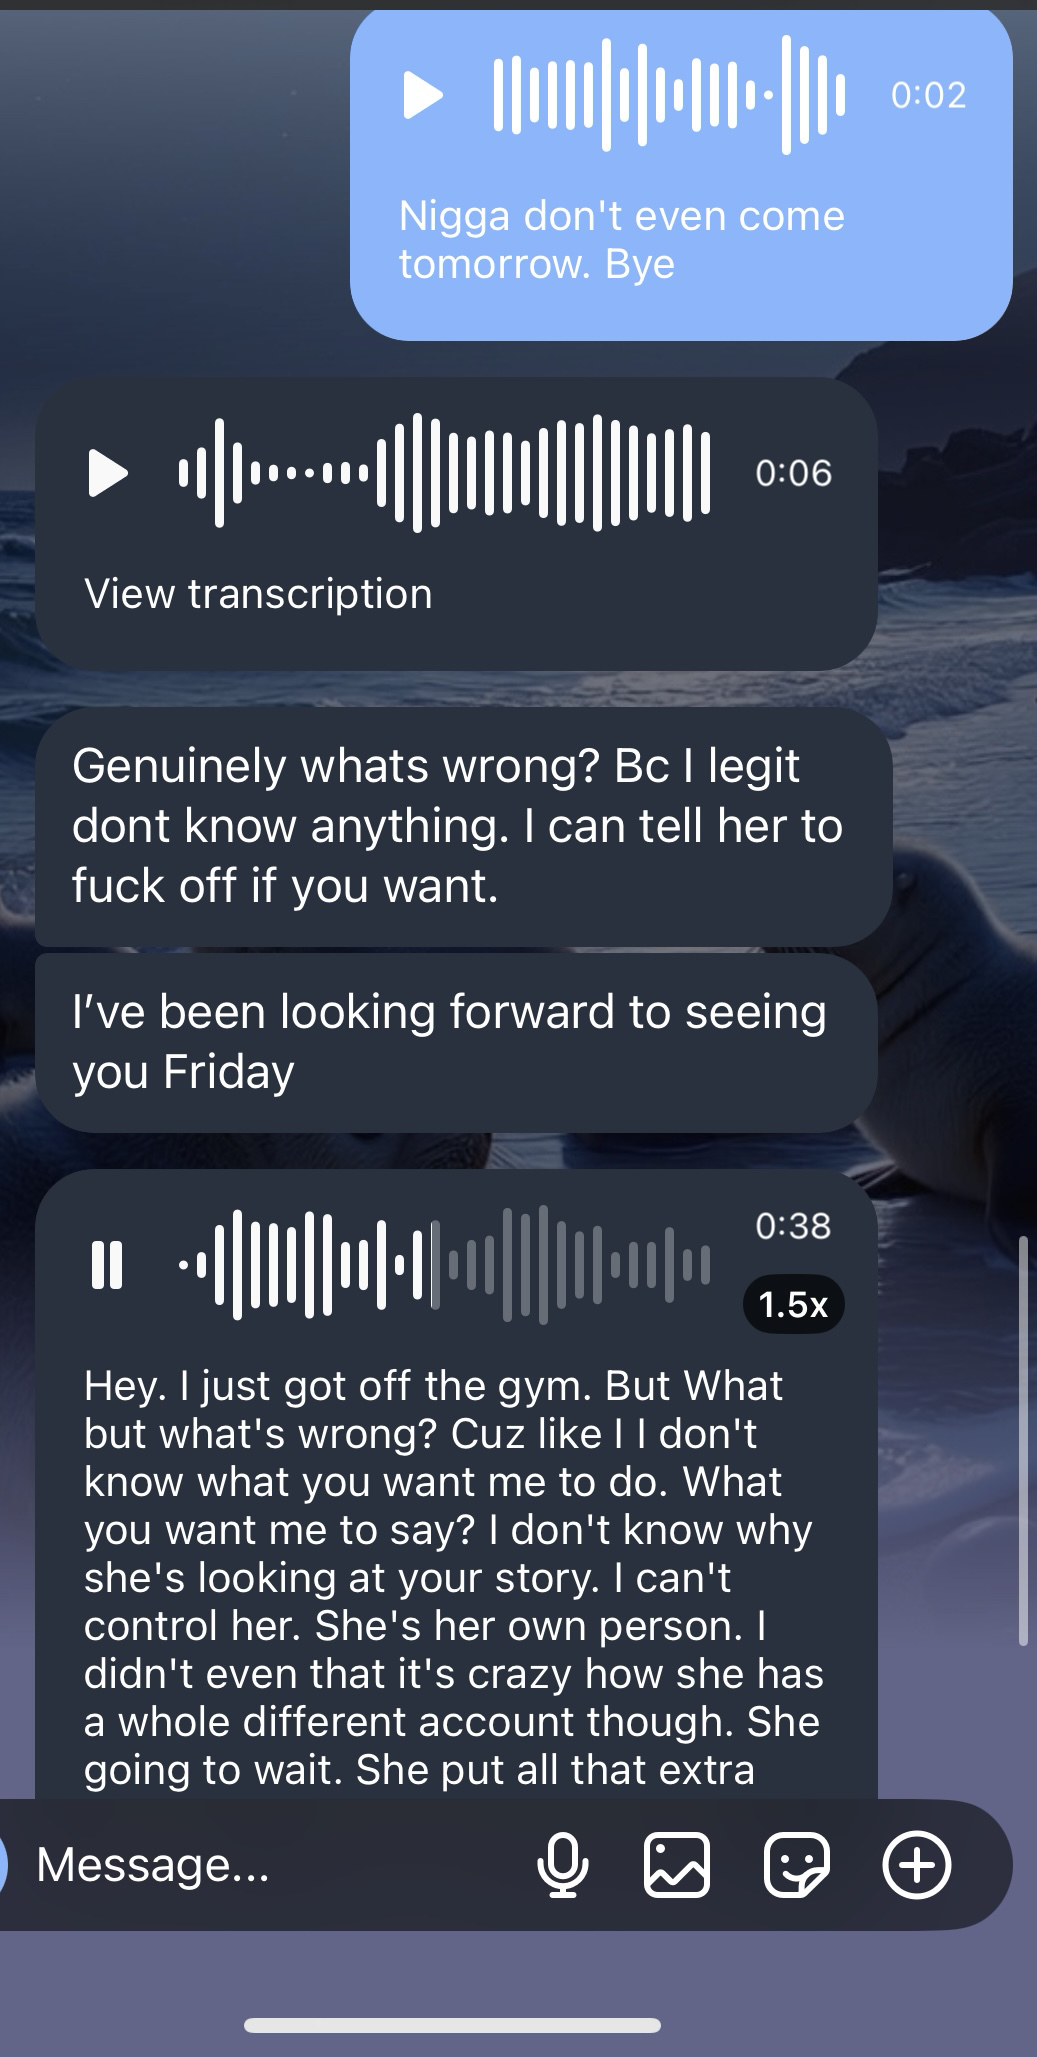 0:02
Nigga don't even come
tomorrow. Bye
0:06
View transcription
Genuinely whats wrong? Bc I legit
dont know anything. I can tell her to
fuck off if you want.
I’ve been looking forward to seeing
you Friday
0:38
1.5x
Hey. I just got off the gym. But What
but what's wrong? Cuz like I I don't
know what you want me to do. What
you want me to say? I don't know why
she's looking at your story. I can't
control her. She's her own person. I
didn't even that it's crazy how she has
a whole different account though. She
going to wait. She put all that extra
Message...